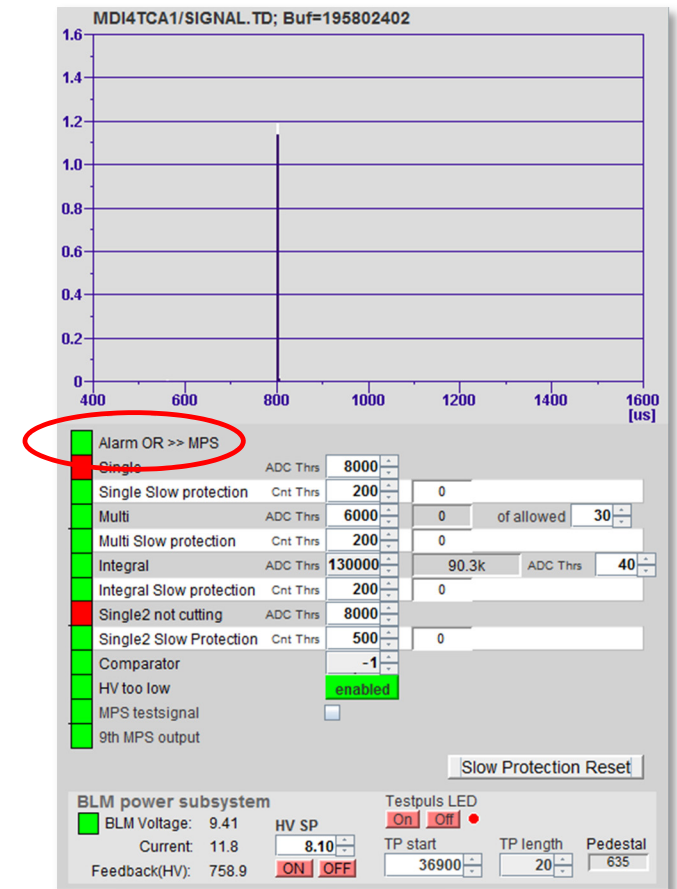 MDI4TCA1/SIGNAL.TD; Buf=195802402
1.6
1.4
1.2
1.0
0.8
0.6
0.4
0.2
0
400 600 800 1000 1200 1400 1600
[us]
Alarm OR >> MPS
Single ADC Thrs 8000
Single Slow protection Cnt Thrs 200 0
Multi ADC Thrs 6000 0 of allowed 30
Multi Slow protection Cnt Thrs 200 0
Integral ADC Thrs 130000 90.3k ADC Thrs 40
Integral Slow protection Cnt Thrs 200 0
Single2 not cutting ADC Thrs 8000
Single2 Slow Protection Cnt Thrs 500 0
Comparator -1
HV too low enabled
MPS testsignal
9th MPS output
Slow Protection Reset
BLM power subsystem Testpuls LED
BLM Voltage: 9.41 HV SP On Off
Current: 11.8 8.10 TP start TP length Pedestal
Feedback(HV): 758.9 ON OFF 36900 20 635